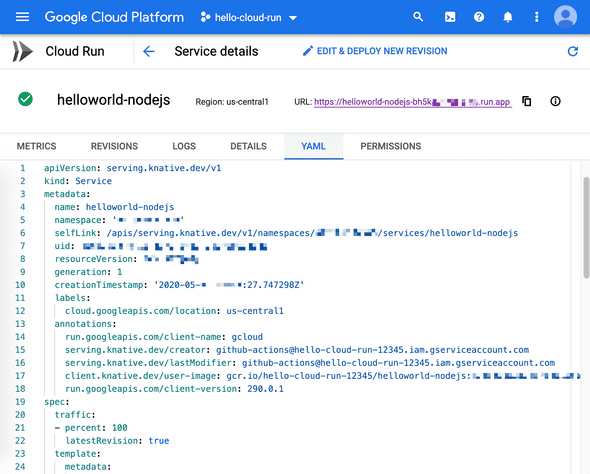 Google Cloud Platform hello-cloud-run
Cloud Run Service details EDIT & DEPLOY NEW REVISION
helloworld-nodejs Region: us-central1 URL: https://helloworld-nodejs-bh5k .run.app
METRICS REVISIONS LOGS DETAILS YAML PERMISSIONS
1 apiVersion: serving.knative.dev/v1
2 kind: Service
3 metadata:
4 name: helloworld-nodejs
5 namespace: ' '
6 selfLink: /apis/serving.knative.dev/v1/namespaces/ /services/helloworld-nodejs
7 uid:
8 resourceVersion:
9 generation: 1
10 creationTimestamp: '2020-05- :27.747298Z'
11 labels:
12 cloud.googleapis.com/location: us-central1
13 annotations:
14 run.googleapis.com/client-name: gcloud
15 serving.knative.dev/creator: github-actions@hello-cloud-run-12345.iam.gserviceaccount.com
16 serving.knative.dev/lastModifier: github-actions@hello-cloud-run-12345.iam.gserviceaccount.com
17 client.knative.dev/user-image: gcr.io/hello-cloud-run-12345/helloworld-nodejs:
18 run.googleapis.com/client-version: 290.0.1
19 spec:
20 traffic:
21 - percent: 100
22 latestRevision: true
23 template:
24 metadata: